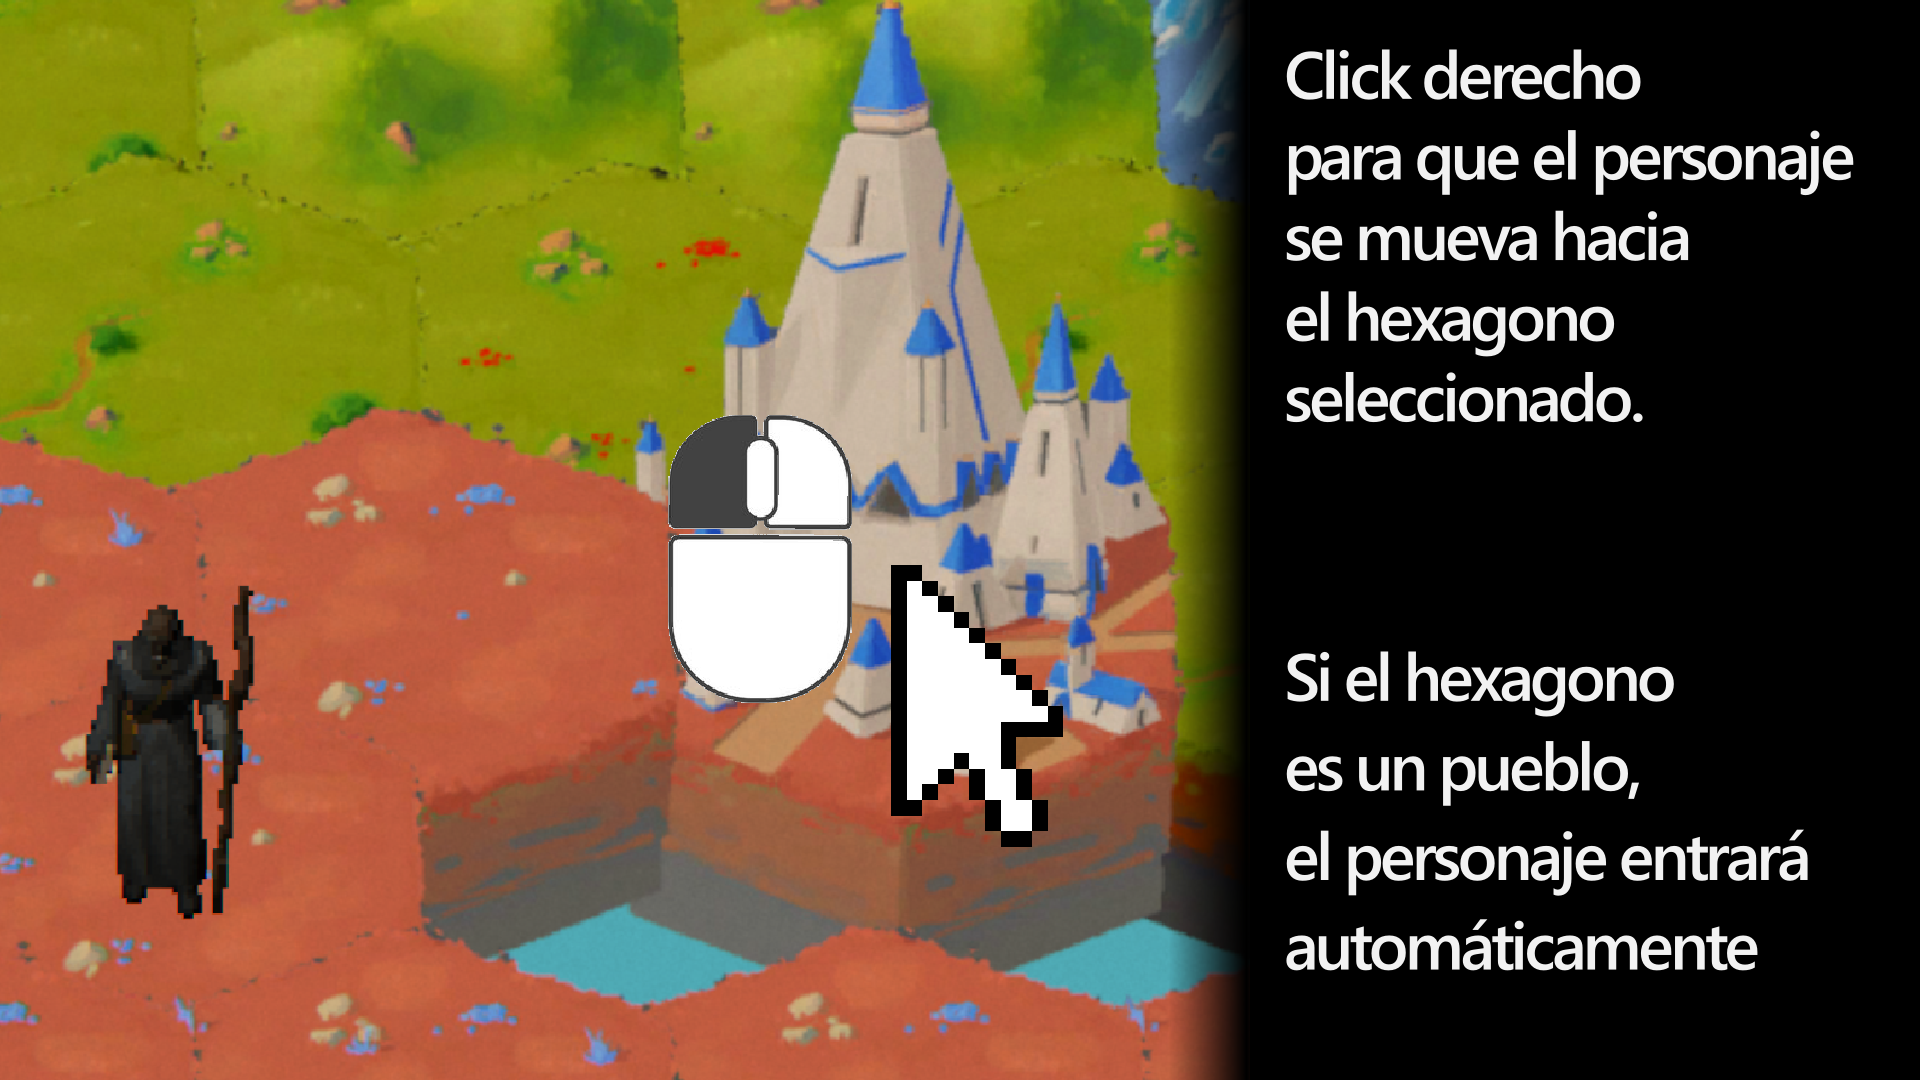 Click derecho
para que el personaje
se mueva hacia
el hexagono
seleccionado.
Si el hexagono
es un pueblo,
el personaje entrará
automáticamente